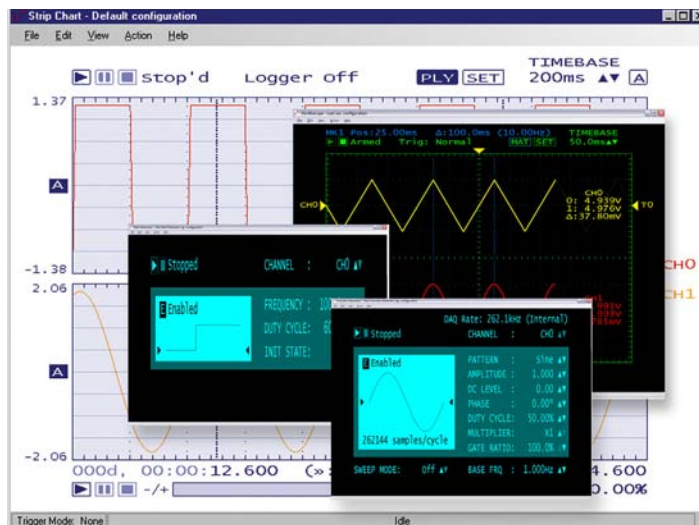 Strip Chart - Default configuration
File Edit View Action Help
Stop'd Logger off PLY SET
TIMEBASE
200ms A
1.37
A
-1.38
2.06
A
-2.06
000d, 00:00:12.600
4.600
-/+
0.00%
Trigger Mode: None
Idle
CH0
CH1
MK1 Pos:25.00ms Δ:100.0ms (10.00Hz) TIMEBASE
Armed Trig: Normal MAT SET 50.0ms
CH0
CH0
0: 4.939V
1: 4.976V
Δ:37.80mV
T0
Stopped CHANNEL : CH0
E Enabled
FREQUENCY :
DUTY CYCLE:
INIT STATE:
DAQ Rate: 262.1kHz (Internal)
Stopped CHANNEL : CH0
E Enabled
PATTERN : Sine
AMPLITUDE : 1.000
DC LEVEL : 0.00
PHASE : 0.00°
DUTY CYCLE: 50.00%
MULTIPLIER: X1
GATE RATIO: 100.0%
262144 samples/cycle
SWEEP MODE: Off BASE FRQ : 1.000Hz